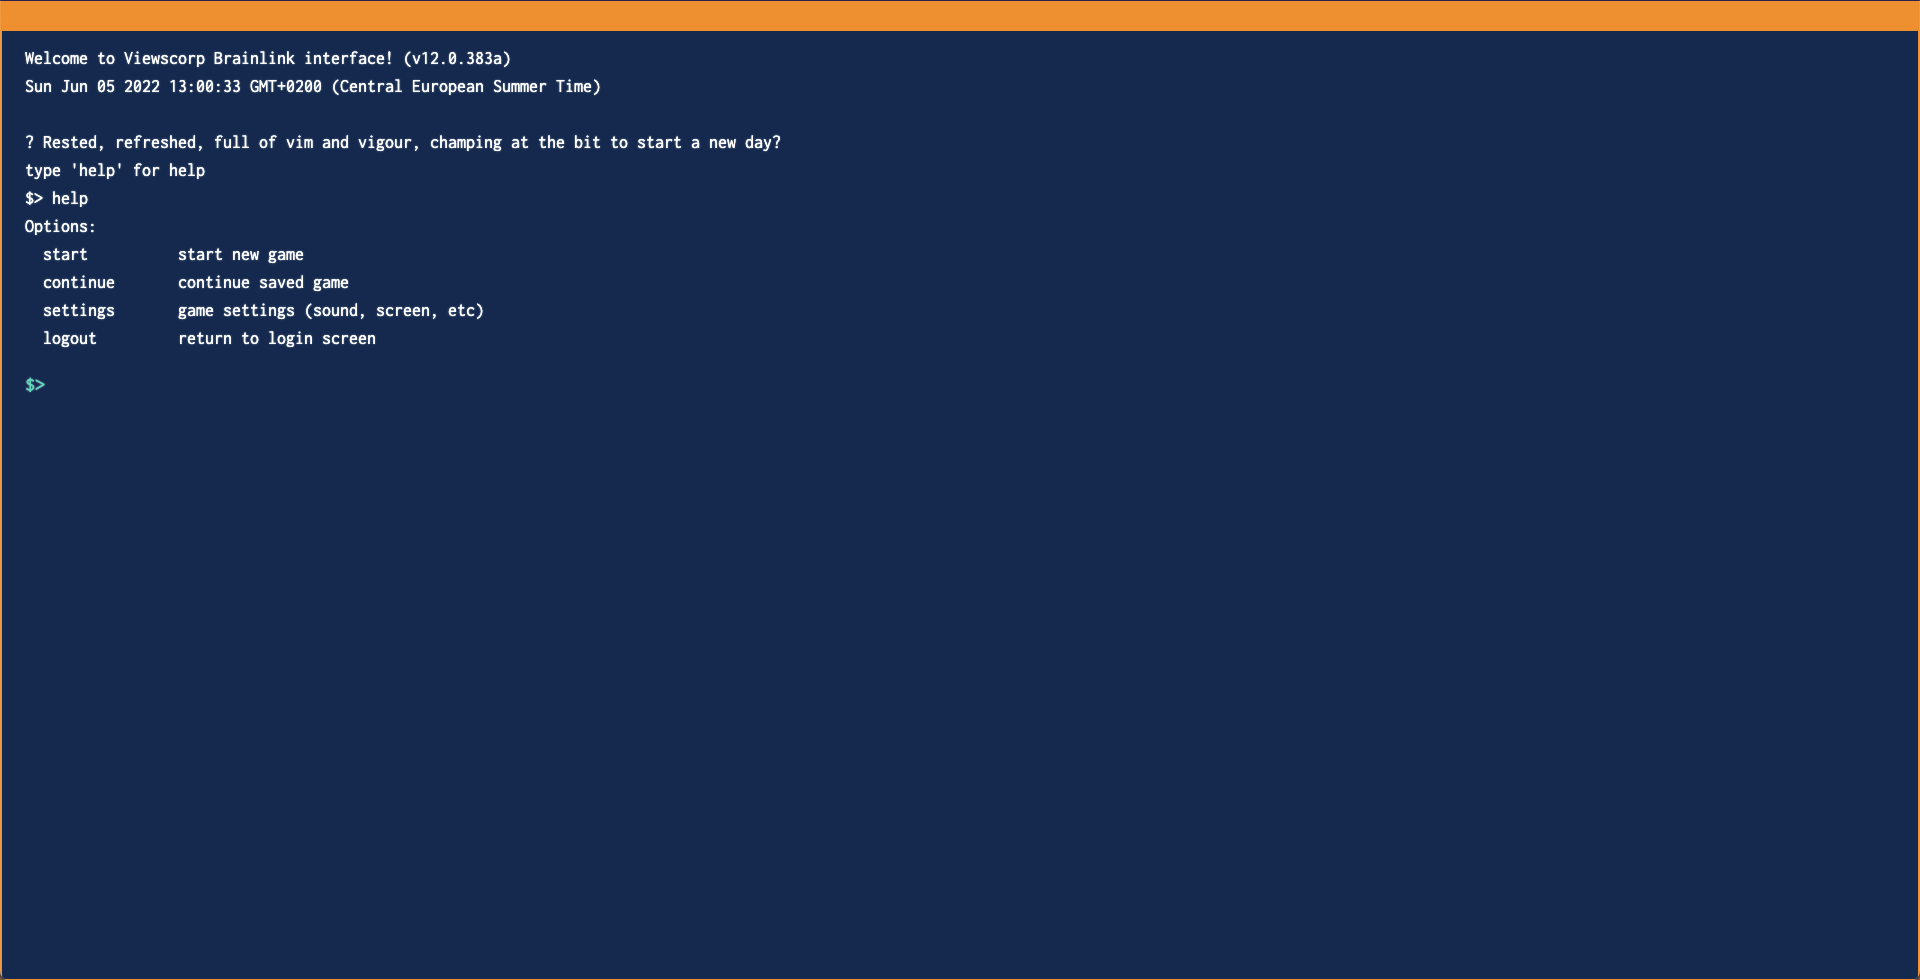 Welcome to Viewscorp Brainlink interface! (v12.0.383a)
Sun Jun 05 2022 13:00:33 GMT+0200 (Central European Summer Time)
? Rested, refreshed, full of vim and vigour, champing at the bit to start a new day?
type 'help' for help
$> help
Options:
start start new game
continue continue saved game
settings game settings (sound, screen, etc)
logout return to login screen
$>